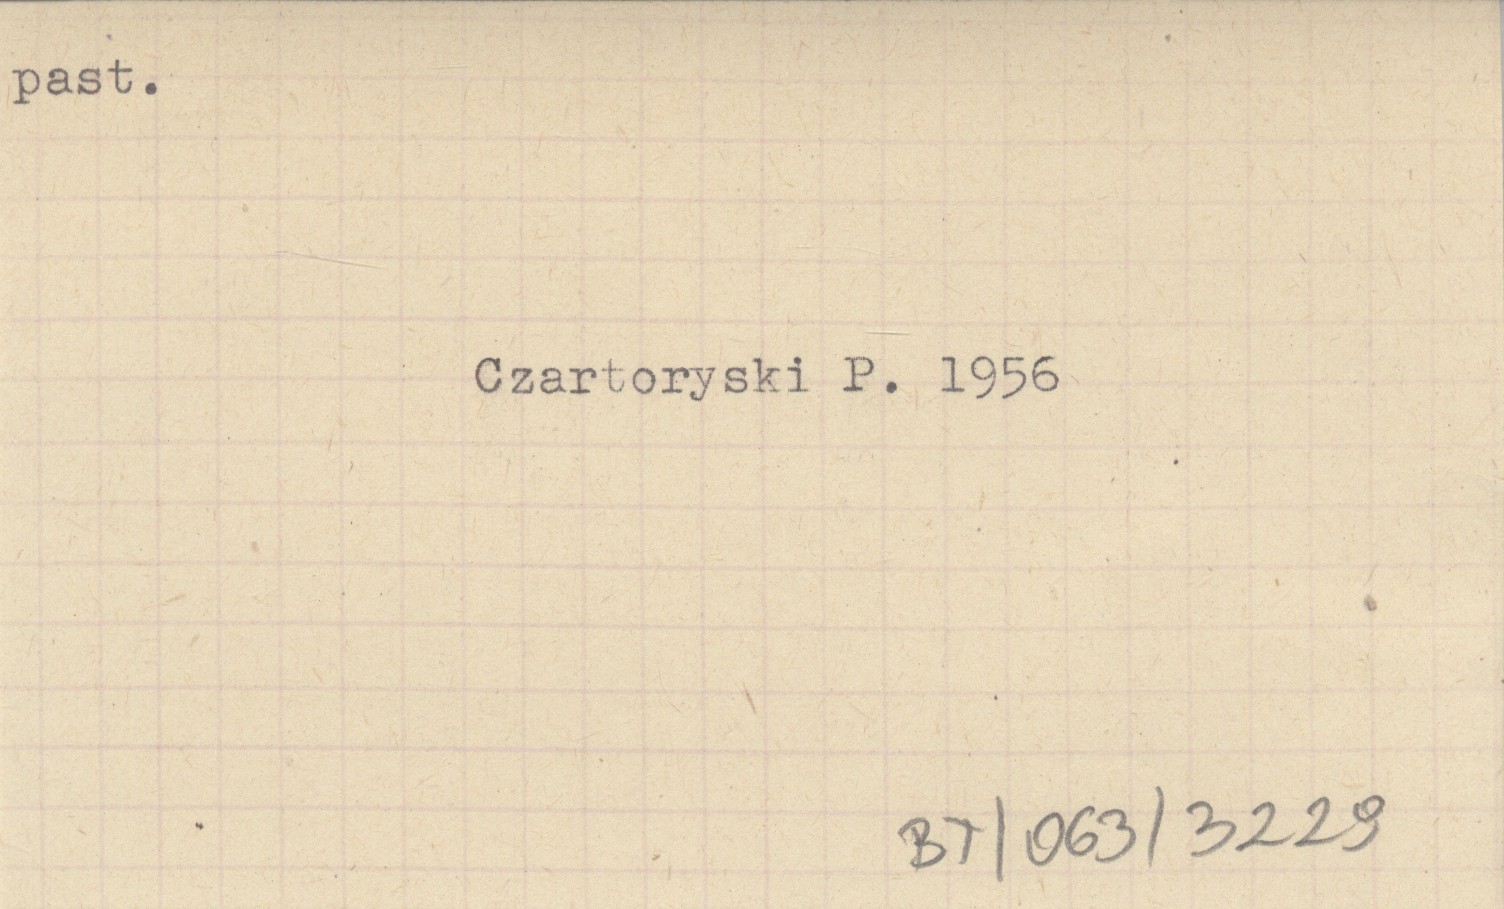 past.
Czartoryski P. 1956
BT/063/3229